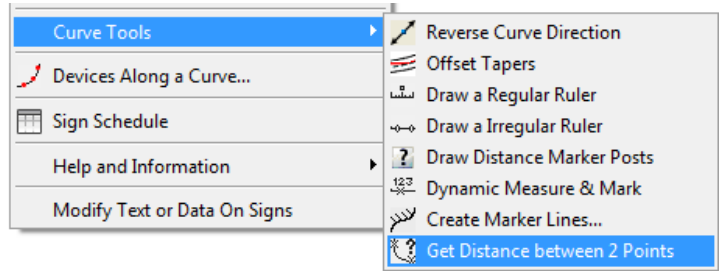 Curve Tools
Devices Along a Curve...
Sign Schedule
Help and Information
Modify Text or Data On Signs
Reverse Curve Direction
Offset Tapers
Draw a Regular Ruler
Draw a Irregular Ruler
Draw Distance Marker Posts
123
Dynamic Measure & Mark
Create Marker Lines...
Get Distance between 2 Points